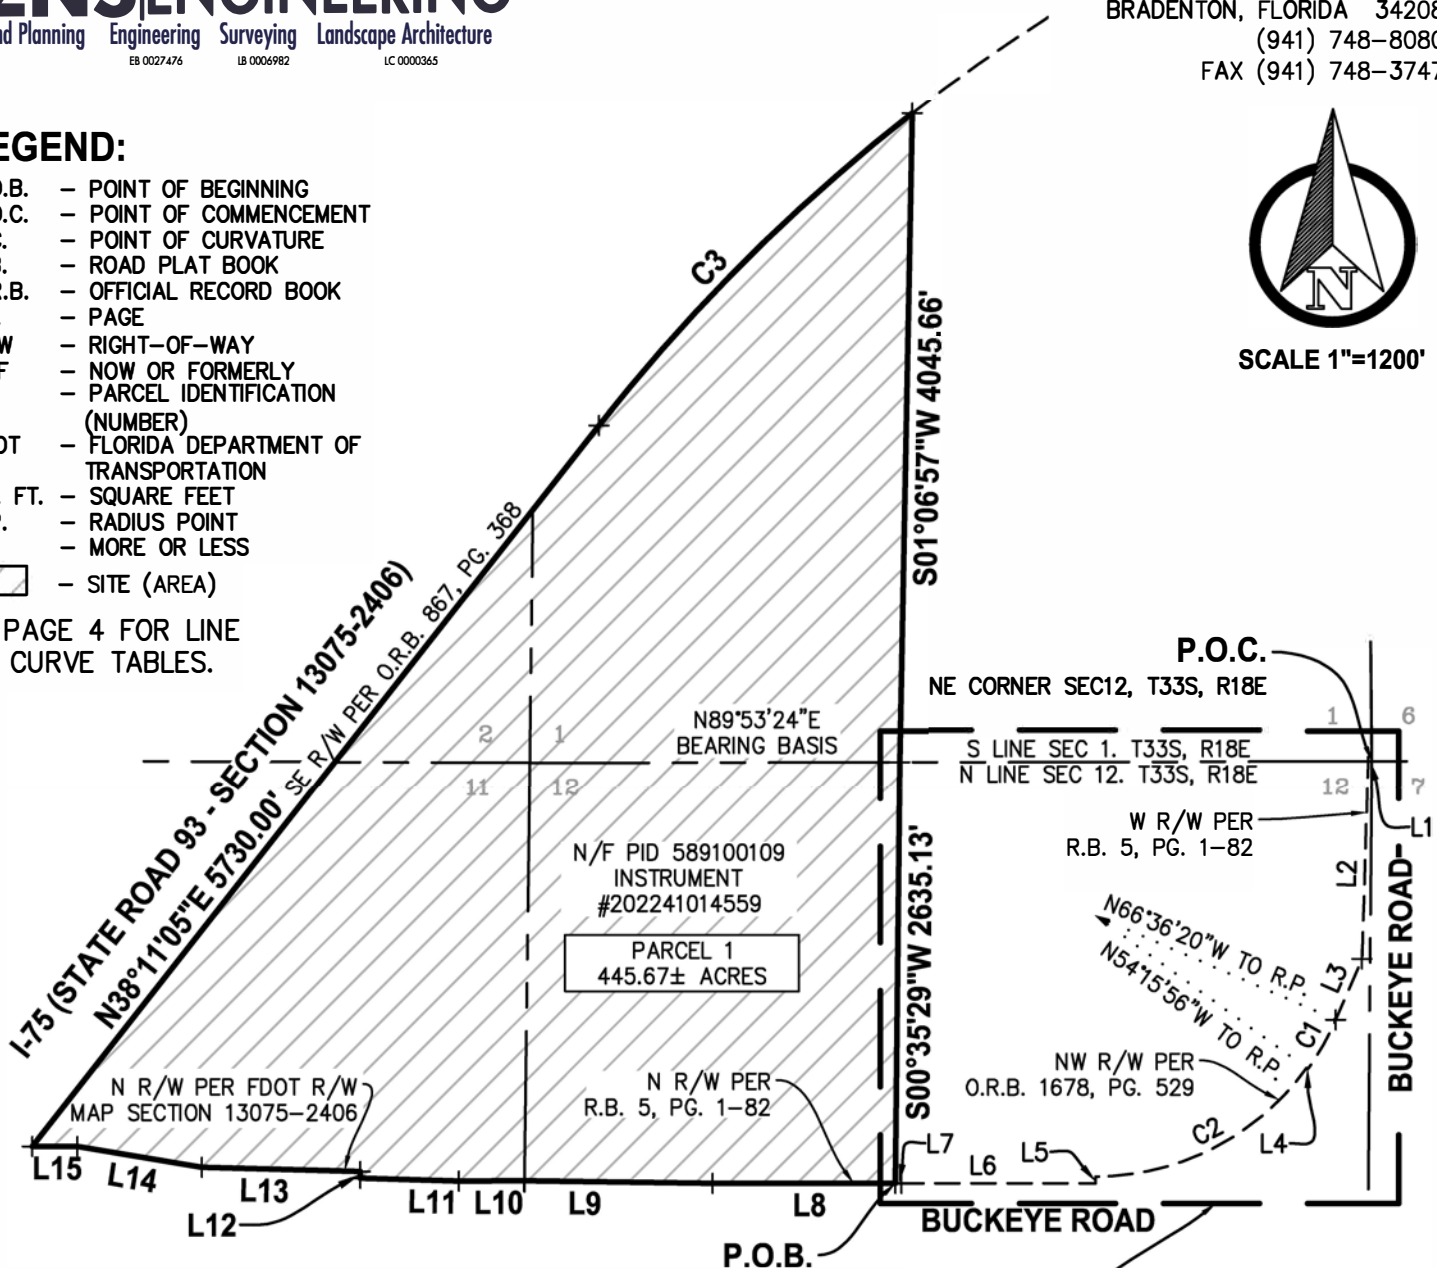 ENS|ENGINEERING
nd Planning Engineering Surveying Landscape Architecture
EB 0027476 LB 0006982 LC 0000365
BRADENTON, FLORIDA 34208
(941) 748-8080
FAX (941) 748-3747
EGEND:
O.B. - POINT OF BEGINNING
O.C. - POINT OF COMMENCEMENT
C. - POINT OF CURVATURE
B. - ROAD PLAT BOOK
R.B. - OFFICIAL RECORD BOOK
. - PAGE
W - RIGHT-OF-WAY
F - NOW OR FORMERLY
- PARCEL IDENTIFICATION
(NUMBER)
OT - FLORIDA DEPARTMENT OF
TRANSPORTATION
. FT. - SQUARE FEET
P. - RADIUS POINT
- MORE OR LESS
- SITE (AREA)
PAGE 4 FOR LINE
CURVE TABLES.
N
SCALE 1"=1200'
C3
S01°06'57"W 4045.66'
I-75 (STATE ROAD 93 - SECTION 13075-2406)
N38°11'05"E 5730.00'
SE R/W PER O.R.B. 867, PG. 368
P.O.C.
NE CORNER SEC12, T33S, R18E
2 1
11 12
N89°53'24"E
BEARING BASIS
1 6
12 7
S LINE SEC 1. T33S, R18E
N LINE SEC 12. T33S, R18E
W R/W PER
R.B. 5, PG. 1-82
L1
L2
N/F PID 589100109
INSTRUMENT
#202241014559
PARCEL 1
445.67± ACRES
S00°35'29"W 2635.13'
N66°36'20"W TO R.P.
N54°15'56"W TO R.P.
L3
C1
BUCKEYE ROAD
N R/W PER FDOT R/W
MAP SECTION 13075-2406
N R/W PER
R.B. 5, PG. 1-82
NW R/W PER
O.R.B. 1678, PG. 529
C2
L4
L5
L6
L7
L15
L14
L13
L12
L11
L10
L9
L8
BUCKEYE ROAD
P.O.B.